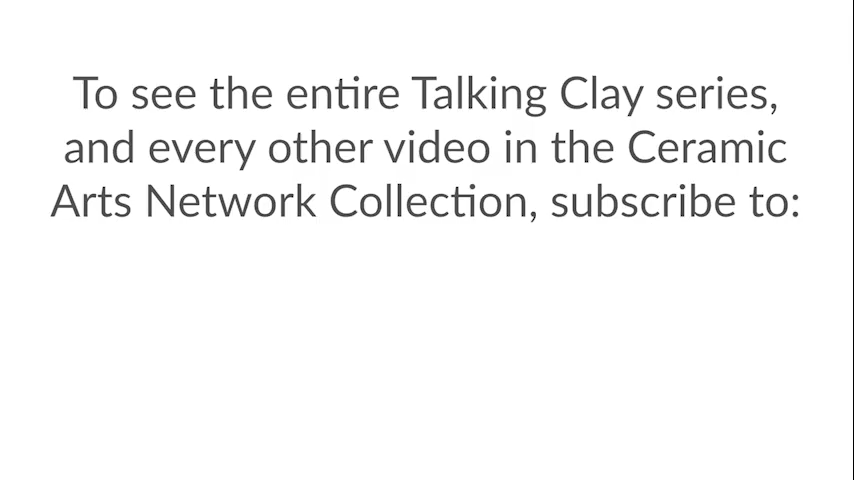 To see the entire Talking Clay series,
and every other video in the Ceramic
Arts Network Collection, subscribe to: